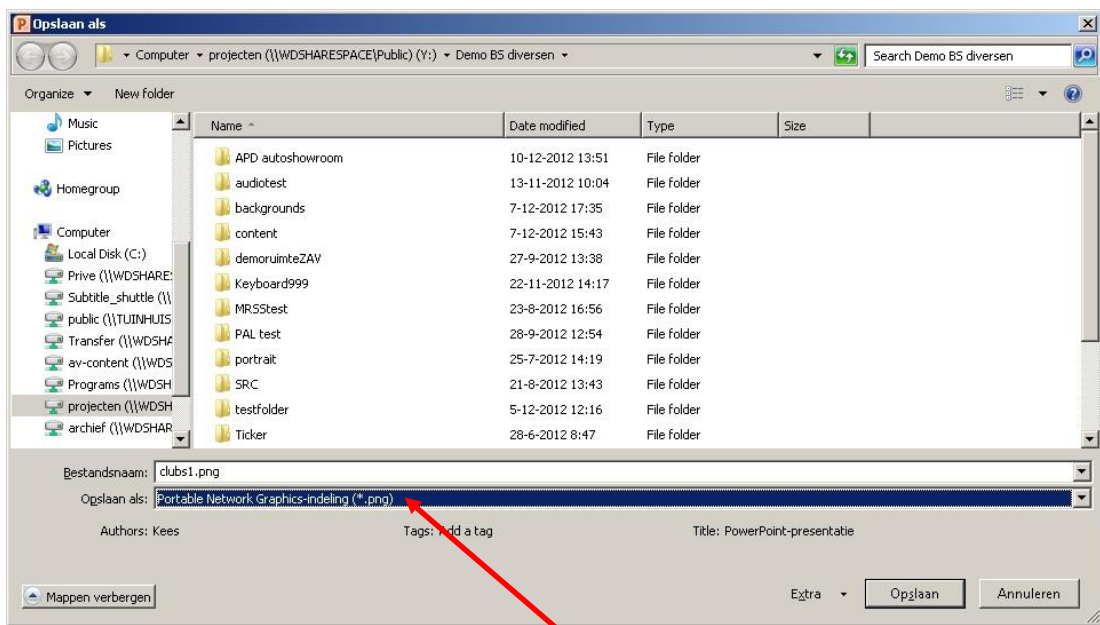 Opslaan als
Computer projecten (\\WDSHARESPACE\Public) (Y:) Demo BS diversen Search Demo BS diversen
Organize New folder
Music
Pictures
Homegroup
Computer
Local Disk (C:)
Prive (\\WDSHARE
Subtitle_shuttle (\\
public (\\TUINHUIS
Transfer (\\WDSHA
av-content (\\WDS
Programs (\\WDSH
projecten (\\WDSH
archief (\\WDSHAR
Name Date modified Type Size
APD autoshowroom 10-12-2012 13:51 File folder
audiotest 13-11-2012 10:04 File folder
backgrounds 7-12-2012 17:35 File folder
content 7-12-2012 15:43 File folder
demoruimteZAV 27-9-2012 13:38 File folder
Keyboard999 22-11-2012 14:17 File folder
MRSStest 23-8-2012 16:56 File folder
PAL test 28-9-2012 12:54 File folder
portrait 25-7-2012 14:19 File folder
SRC 21-8-2012 13:43 File folder
testfolder 5-12-2012 12:16 File folder
Ticker 28-6-2012 8:47 File folder
Bestandsnaam: clubs1.png
Opslaan als: Portable Network Graphics-indeling (*.png)
Authors: Kees Tags: Add a tag Title: PowerPoint-presentatie
Mappen verbergen Extra Opslaan Annuleren